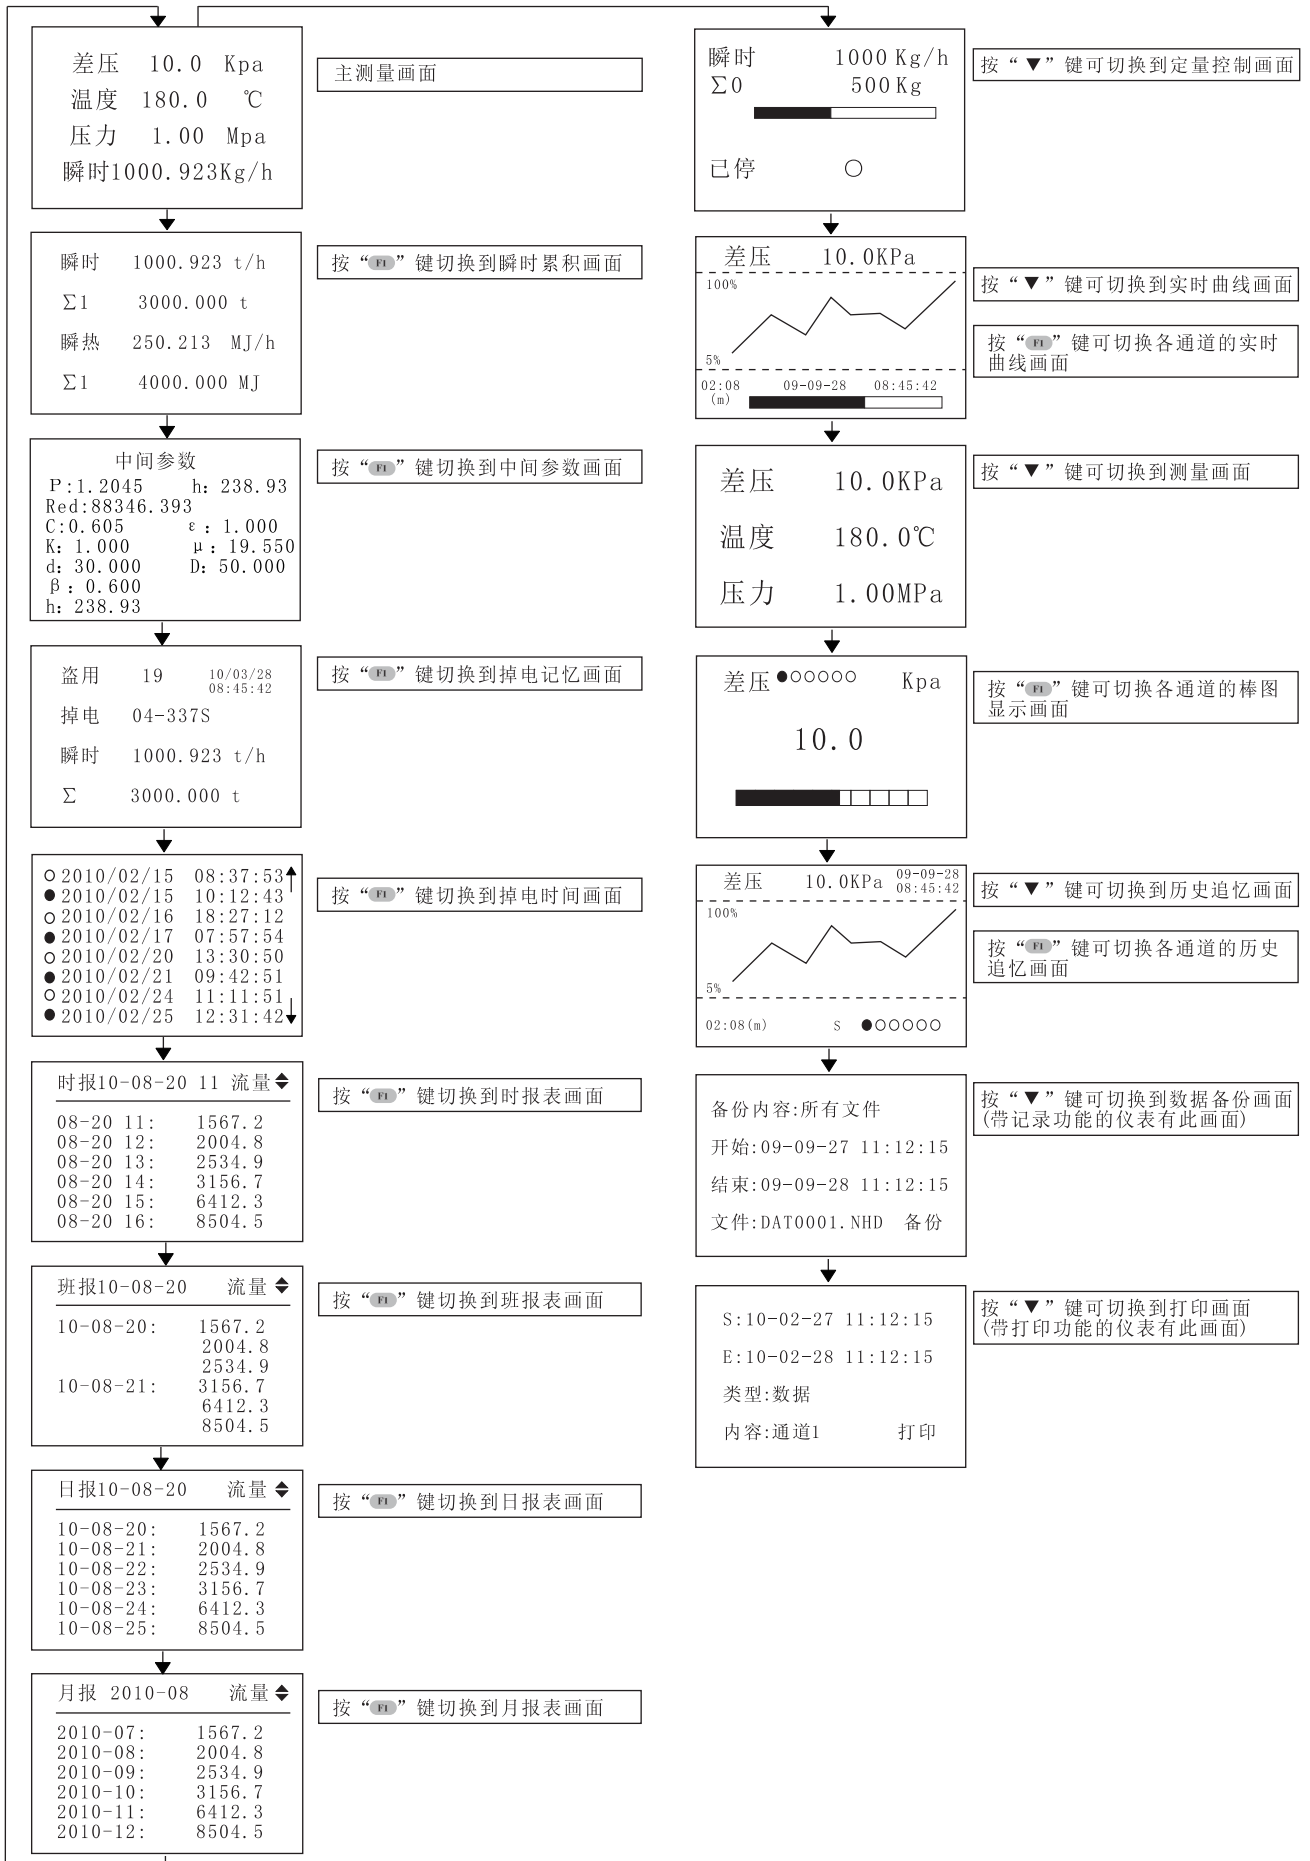 差压 10.0 Kpa
温度 180.0 ℃
压力 1.00 Mpa
瞬时1000.923Kg/h
主测量画面
瞬时 1000.923 t/h
∑1 3000.000 t
瞬热 250.213 MJ/h
∑1 4000.000 MJ
按“F1”键切换到瞬时累积画面
中间参数
P:1.2045 h: 238.93
Red:88346.393
C:0.605 ε: 1.000
K: 1.000 μ: 19.550
d: 30.000 D: 50.000
β: 0.600
h: 238.93
按“F1”键切换到中间参数画面
盗用 19 10/03/28
08:45:42
掉电 04-337S
瞬时 1000.923 t/h
∑ 3000.000 t
按“F1”键切换到掉电记忆画面
○2010/02/15 08:37:53
●2010/02/15 10:12:43
○2010/02/16 18:27:12
●2010/02/17 07:57:54
○2010/02/20 13:30:50
●2010/02/21 09:42:51
○2010/02/24 11:11:51
●2010/02/25 12:31:42
按“F1”键切换到掉电时间画面
时报10-08-20 11 流量
08-20 11: 1567.2
08-20 12: 2004.8
08-20 13: 2534.9
08-20 14: 3156.7
08-20 15: 6412.3
08-20 16: 8504.5
按“F1”键切换到时报表画面
班报10-08-20 流量
10-08-20: 1567.2
2004.8
2534.9
10-08-21: 3156.7
6412.3
8504.5
按“F1”键切换到班报表画面
日报10-08-20 流量
10-08-20: 1567.2
10-08-21: 2004.8
10-08-22: 2534.9
10-08-23: 3156.7
10-08-24: 6412.3
10-08-25: 8504.5
按“F1”键切换到日报表画面
月报 2010-08 流量
2010-07: 1567.2
2010-08: 2004.8
2010-09: 2534.9
2010-10: 3156.7
2010-11: 6412.3
2010-12: 8504.5
按“F1”键切换到月报表画面
瞬时 1000 Kg/h
∑0 500 Kg
已停 ○
按“▼”键可切换到定量控制画面
差压 10.0KPa
100%
5%
02:08 09-09-28 08:45:42
(m)
按“▼”键可切换到实时曲线画面
按“F1”键可切换各通道的实时
曲线画面
差压 10.0KPa
温度 180.0℃
压力 1.00MPa
按“▼”键可切换到测量画面
差压●○○○○○ Kpa
10.0
按“F1”键可切换各通道的棒图
显示画面
差压 10.0KPa 09-09-28
08:45:42
100%
5%
02:08(m) S ●○○○○○
按“▼”键可切换到历史追忆画面
按“F1”键可切换各通道的历史
追忆画面
备份内容:所有文件
开始:09-09-27 11:12:15
结束:09-09-28 11:12:15
文件:DAT0001.NHD 备份
按“▼”键可切换到数据备份画面
(带记录功能的仪表有此画面)
S:10-02-27 11:12:15
E:10-02-28 11:12:15
类型:数据
内容:通道1 打印
按“▼”键可切换到打印画面
(带打印功能的仪表有此画面)